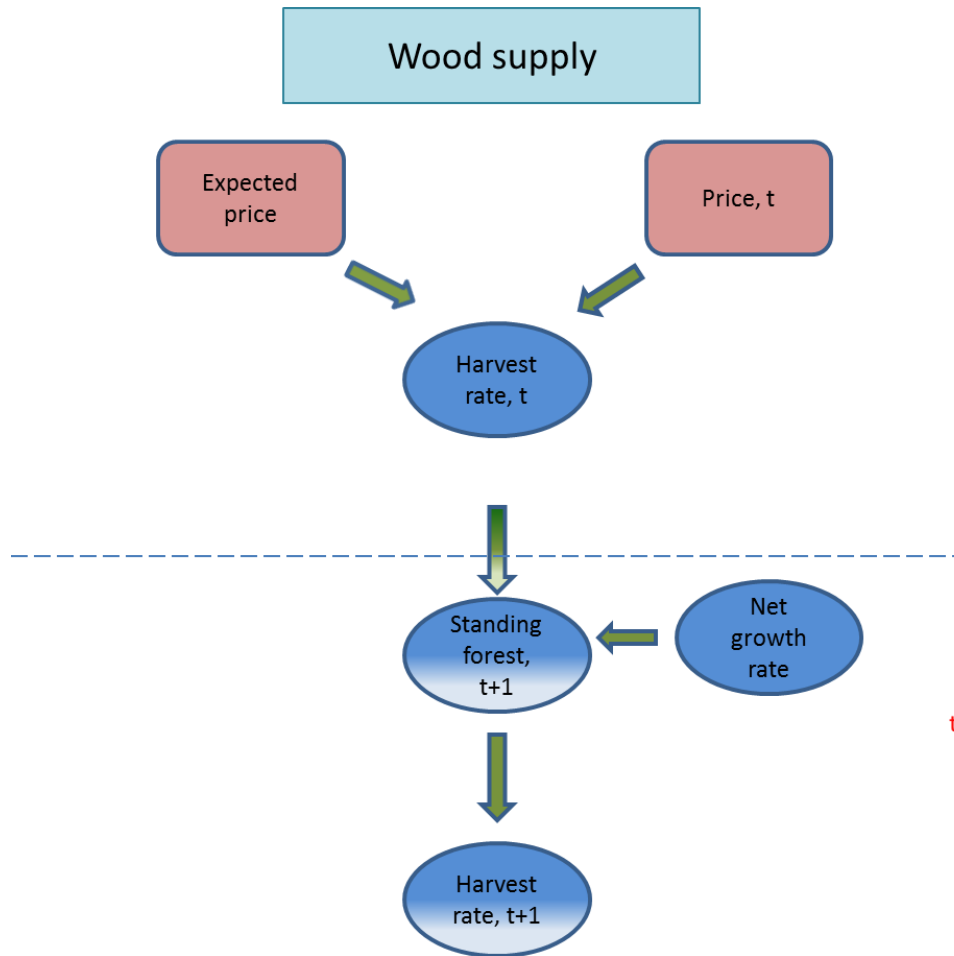 Wood supply
Expected
price
Price, t
Harvest
rate, t
Standing
forest,
t+1
Net
growth
rate
t
Harvest
rate, t+1